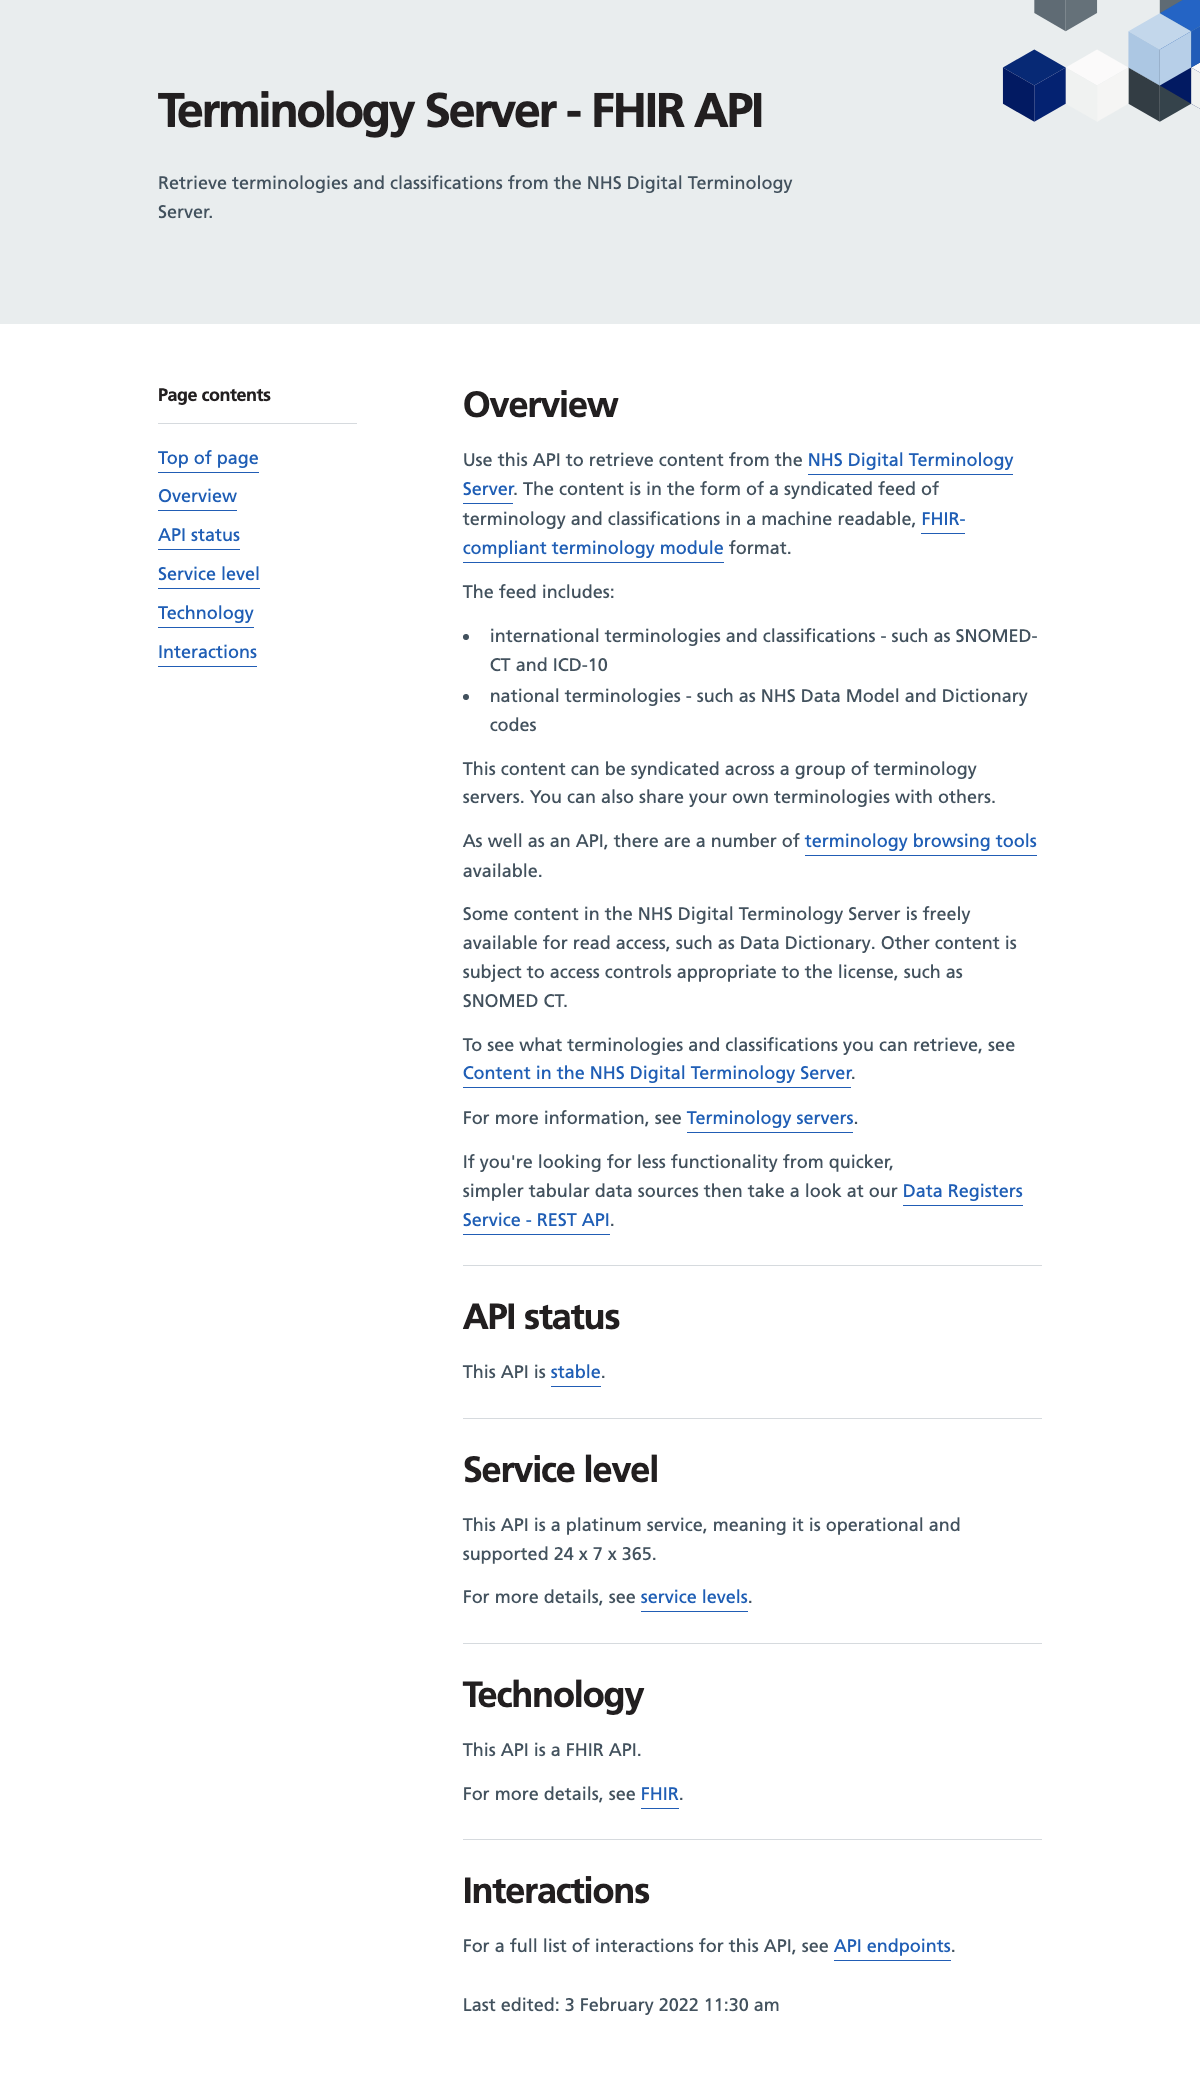 Terminology Server - FHIR API
Retrieve terminologies and classifications from the NHS Digital Terminology
Server.
Page contents
Top of page
Overview
API status
Service level
Technology
Interactions
Overview
Use this API to retrieve content from the NHS Digital Terminology
Server. The content is in the form of a syndicated feed of
terminology and classifications in a machine readable, FHIR-
compliant terminology module format.
The feed includes:
• international terminologies and classifications - such as SNOMED-
CT and ICD-10
• national terminologies - such as NHS Data Model and Dictionary
codes
This content can be syndicated across a group of terminology
servers. You can also share your own terminologies with others.
As well as an API, there are a number of terminology browsing tools
available.
Some content in the NHS Digital Terminology Server is freely
available for read access, such as Data Dictionary. Other content is
subject to access controls appropriate to the license, such as
SNOMED CT.
To see what terminologies and classifications you can retrieve, see
Content in the NHS Digital Terminology Server.
For more information, see Terminology servers.
If you're looking for less functionality from quicker,
simpler tabular data sources then take a look at our Data Registers
Service - REST API.
API status
This API is stable.
Service level
This API is a platinum service, meaning it is operational and
supported 24 x 7 x 365.
For more details, see service levels.
Technology
This API is a FHIR API.
For more details, see FHIR.
Interactions
For a full list of interactions for this API, see API endpoints.
Last edited: 3 February 2022 11:30 am